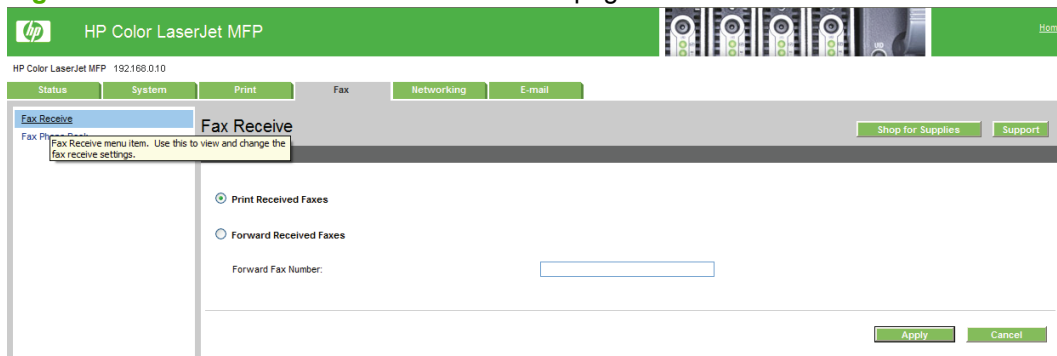 hp HP Color LaserJet MFP
Hom
HP Color LaserJet MFP 192.168.0.10
Status System Print Fax Networking E-mail
Fax Receive
Fax Receive
Shop for Supplies Support
Fax Receive menu item. Use this to view and change the
fax receive settings.
Print Received Faxes
Forward Received Faxes
Forward Fax Number:
Apply Cancel